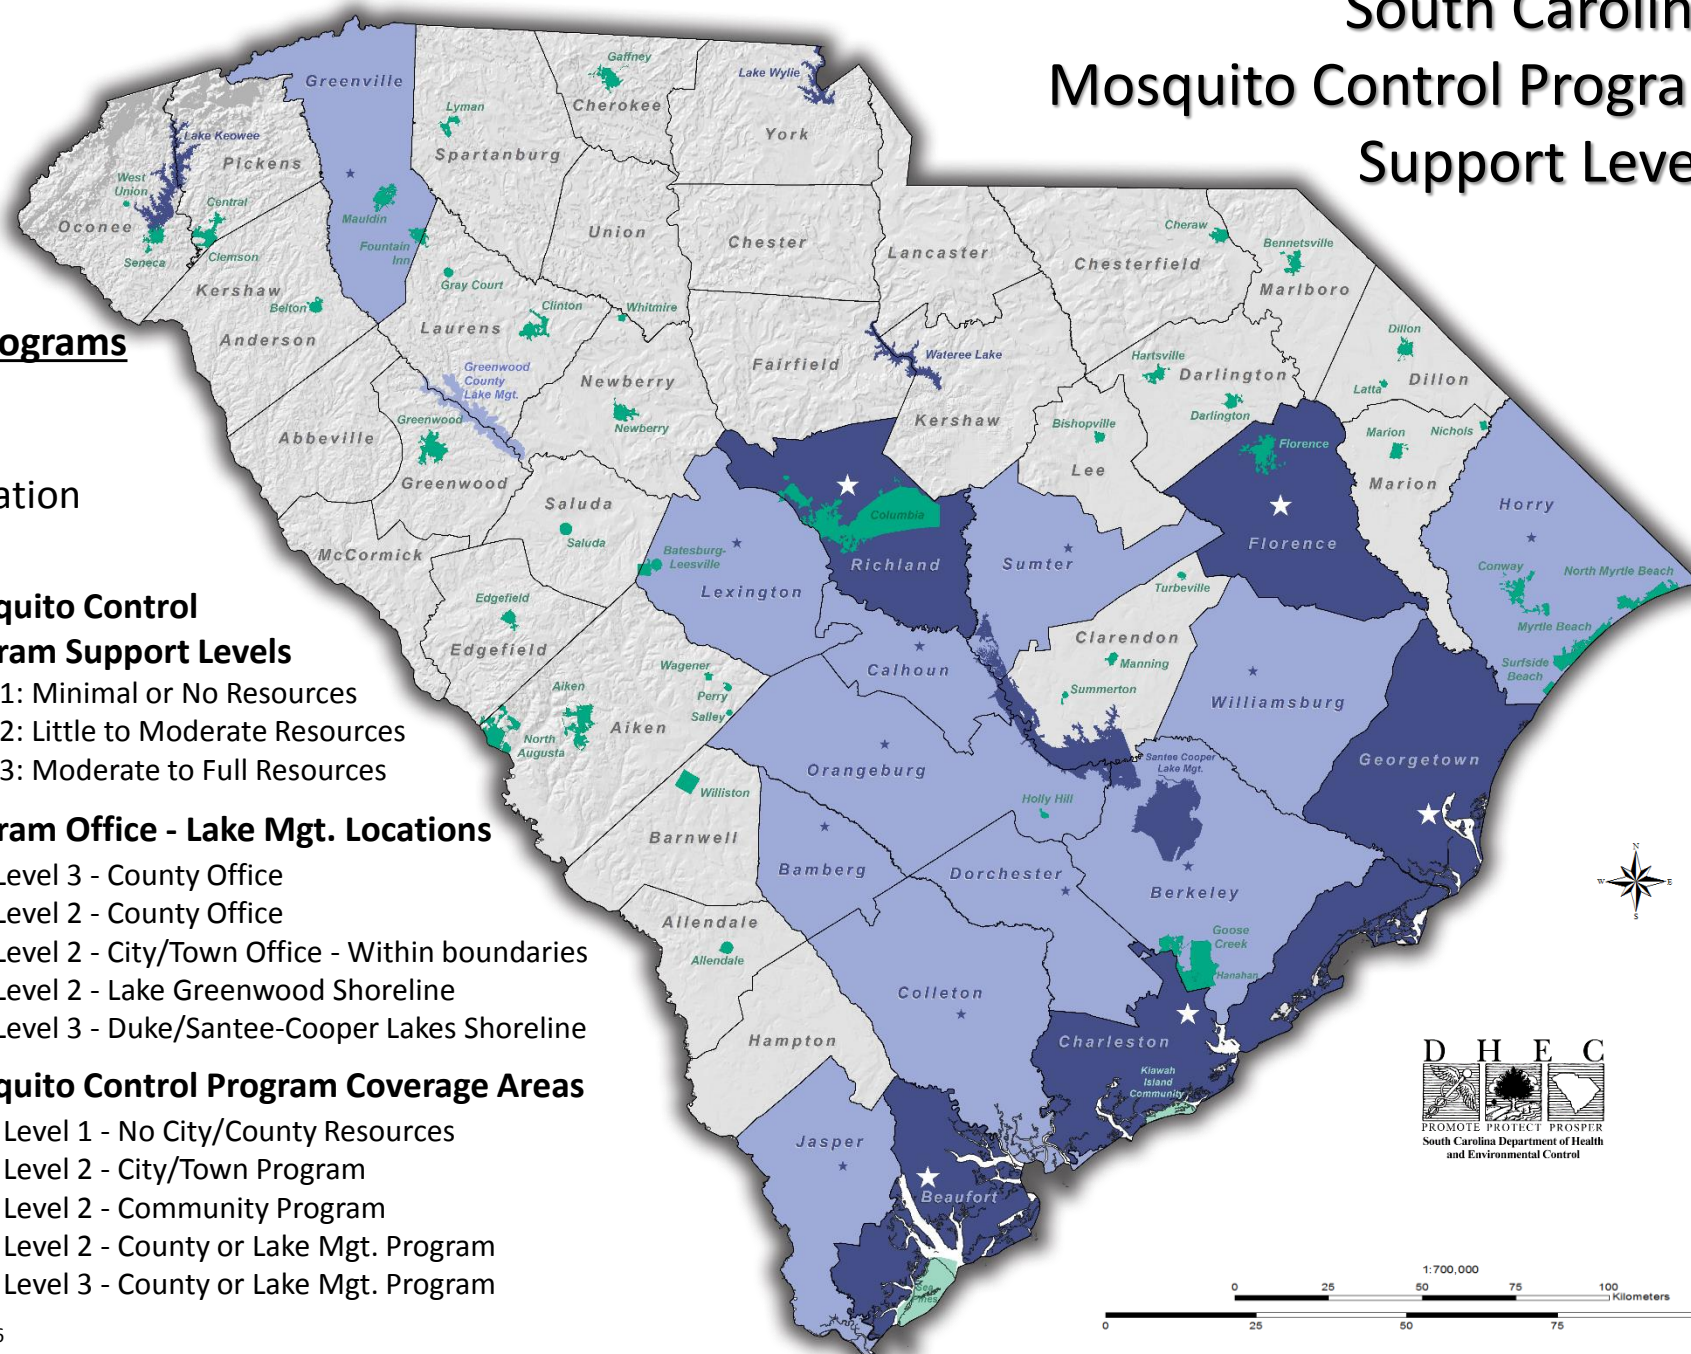 South Carolin
Mosquito Control Progra
Support Leve
ograms
ation
quito Control
ram Support Levels
1: Minimal or No Resources
2: Little to Moderate Resources
3: Moderate to Full Resources
ram Office - Lake Mgt. Locations
Level 3 - County Office
Level 2 - County Office
Level 2 - City/Town Office - Within boundaries
Level 2 - Lake Greenwood Shoreline
Level 3 - Duke/Santee-Cooper Lakes Shoreline
quito Control Program Coverage Areas
Level 1 - No City/County Resources
Level 2 - City/Town Program
Level 2 - Community Program
Level 2 - County or Lake Mgt. Program
Level 3 - County or Lake Mgt. Program
6
Greenville
Gaffney
Cherokee
Lake Wylie
York
Lyman
Spartanburg
Lake Keowee
Pickens
West
Union
Oconee
Seneca
Central
Clemson
Mauldin
Fountain
Inn
Kershaw
Belton
Anderson
Gray Court
Laurens
Clinton
Whitmire
Union
Chester
Lancaster
Cheraw
Chesterfield
Bennetsville
Marlboro
Greenwood
County
Lake Mgt.
Newberry
Newberry
Fairfield
Wateree Lake
Kershaw
Hartsville
Darlington
Darlington
Dillon
Latta
Dillon
Abbeville
Greenwood
Greenwood
Bishopville
Lee
Florence
Florence
Marion
Nichols
Marion
Saluda
Saluda
McCormick
Columbia
Richland
Batesburg-
Leesville
Lexington
Sumter
Horry
Conway
North Myrtle Beach
Myrtle Beach
Surfside
Beach
Edgefield
Edgefield
Turbeville
Clarendon
Manning
Summerton
Calhoun
Williamsburg
Wagener
Perry
Salley
Aiken
Aiken
North
Augusta
Orangeburg
Santee Cooper
Lake Mgt.
Georgetown
Williston
Barnwell
Holly Hill
Bamberg
Dorchester
Berkeley
Allendale
Allendale
Goose
Creek
Hanahan
Colleton
Hampton
Charleston
Kiawah
Island
Community
Jasper
Beaufort
Sea
Pines
N
W
E
S
D H E C
PROMOTE PROTECT PROSPER
South Carolina Department of Health
and Environmental Control
1:700,000
0 25 50 75 100
Kilometers
0 25 50 75